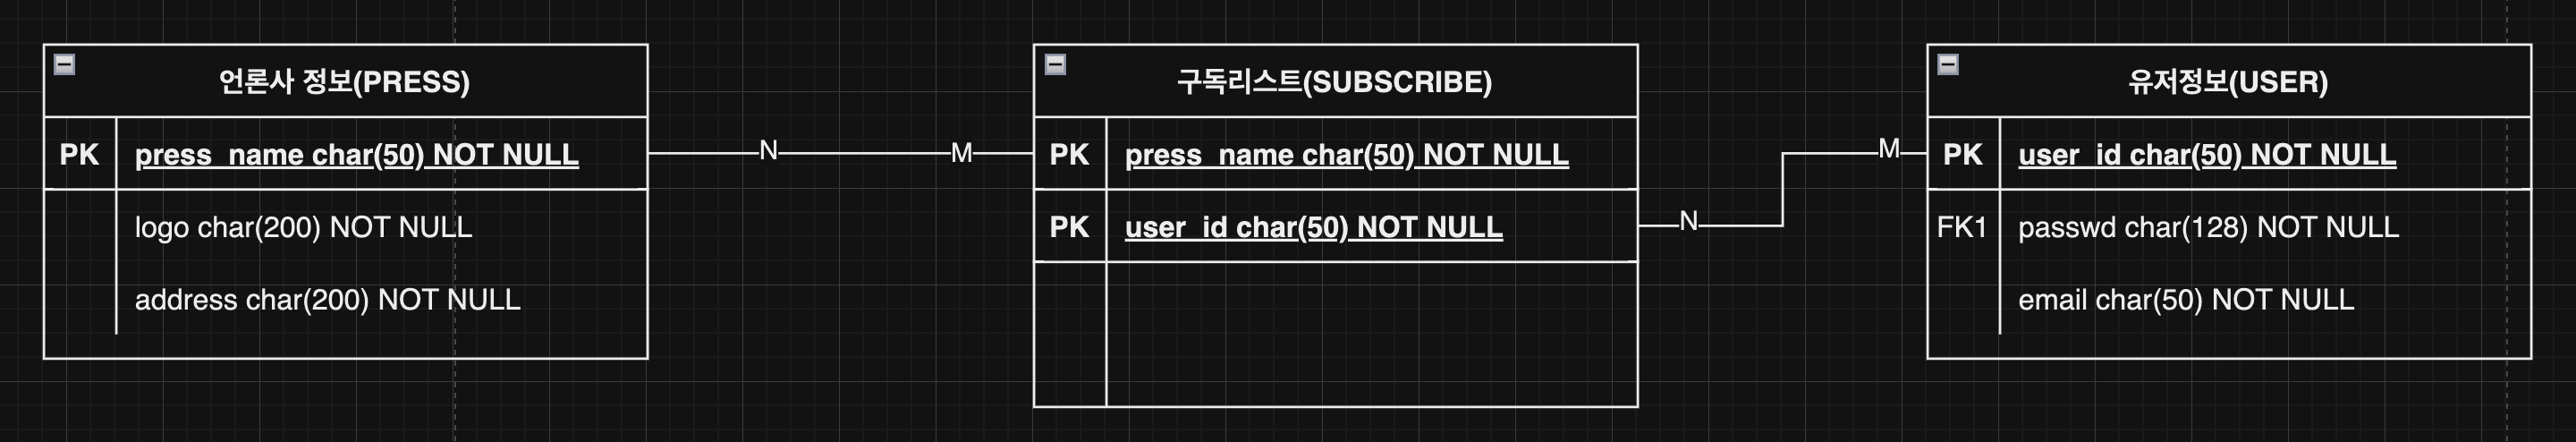 언론사 정보(PRESS)
PK press_name char(50) NOT NULL
logo char(200) NOT NULL
address char(200) NOT NULL
N
M
구독리스트(SUBSCRIBE)
PK press_name char(50) NOT NULL
PK user_id char(50) NOT NULL
N
M
유저정보(USER)
PK user_id char(50) NOT NULL
FK1 passwd char(128) NOT NULL
email char(50) NOT NULL